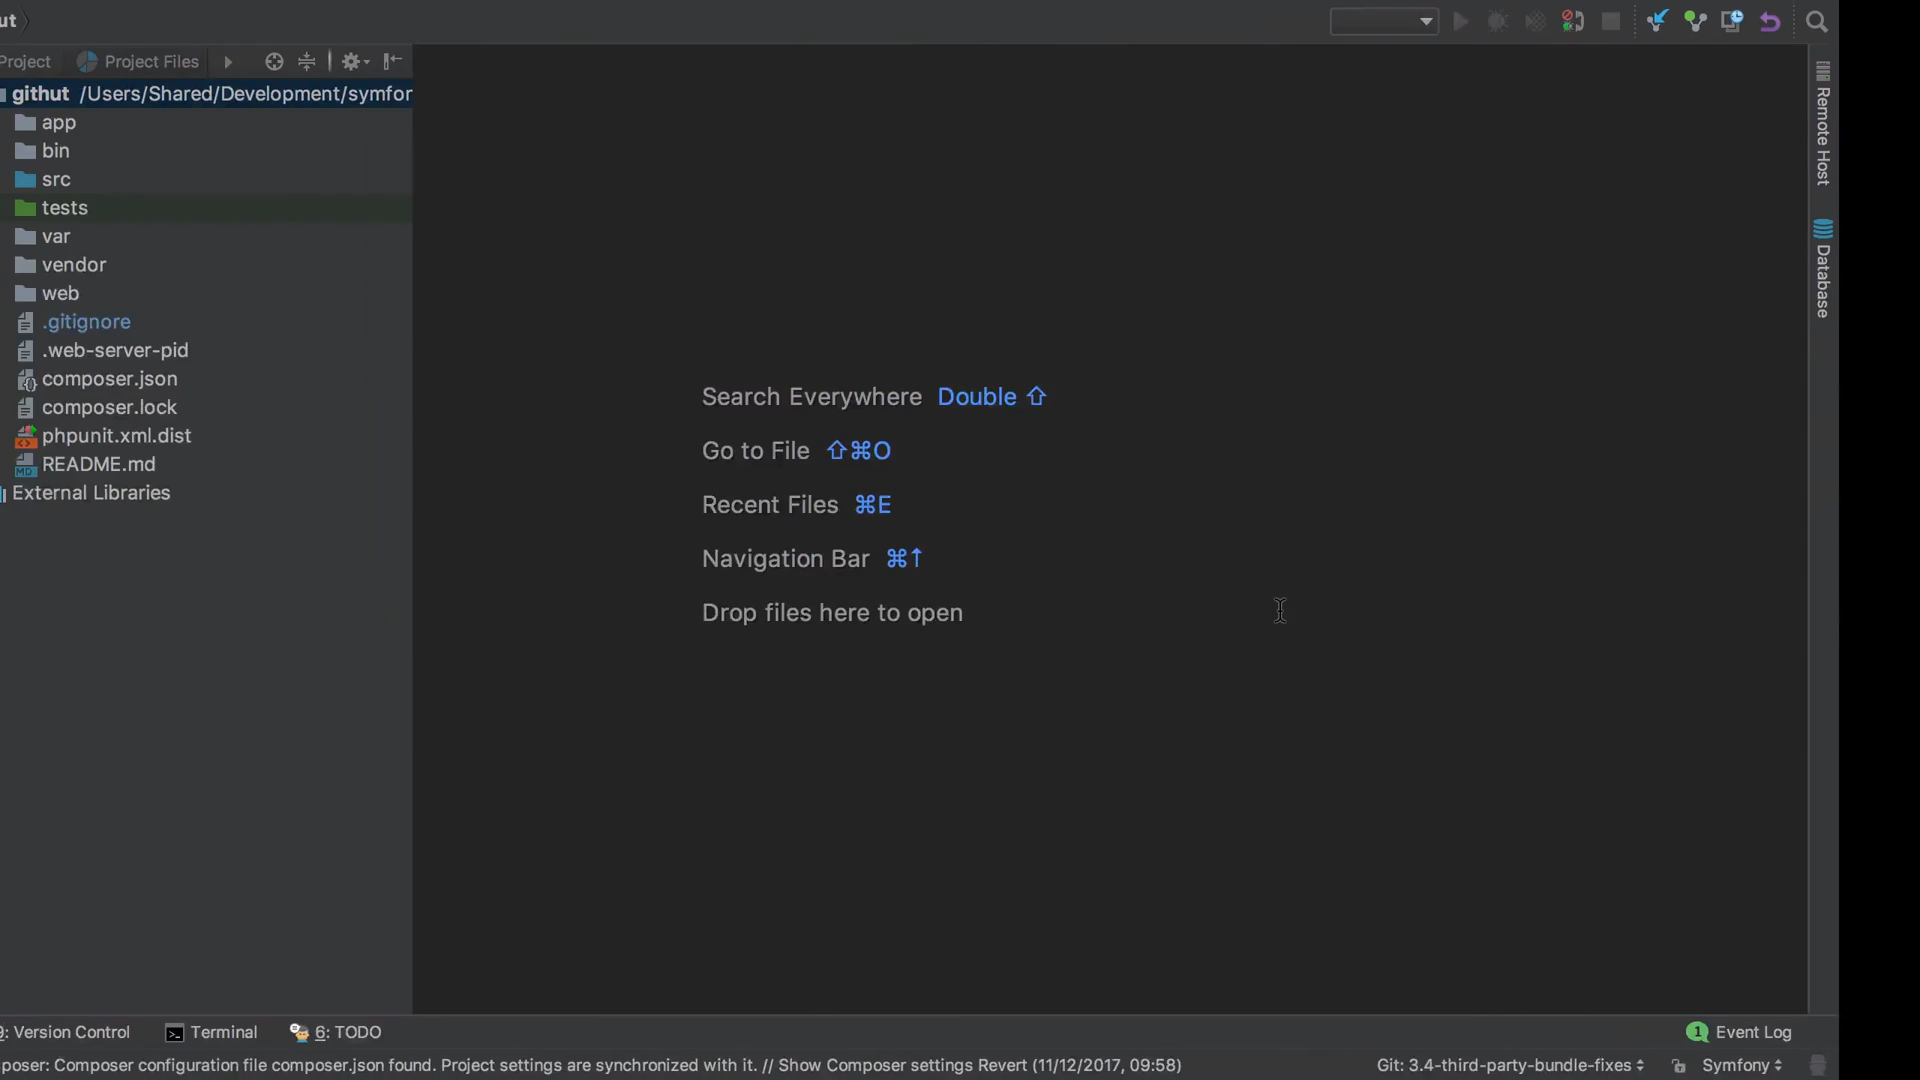 ut
Project
Project Files
githut /Users/Shared/Development/symfor
app
bin
src
tests
var
vendor
web
.gitignore
.web-server-pid
composer.json
composer.lock
phpunit.xml.dist
README.md
External Libraries
Search Everywhere Double ⇧
Go to File ⇧⌘O
Recent Files ⌘E
Navigation Bar ⌘↑
Drop files here to open
Remote Host
Database
9: Version Control
Terminal
6: TODO
1 Event Log
poser: Composer configuration file composer.json found. Project settings are synchronized with it. // Show Composer settings Revert (11/12/2017, 09:58)
Git: 3.4-third-party-bundle-fixes
Symfony